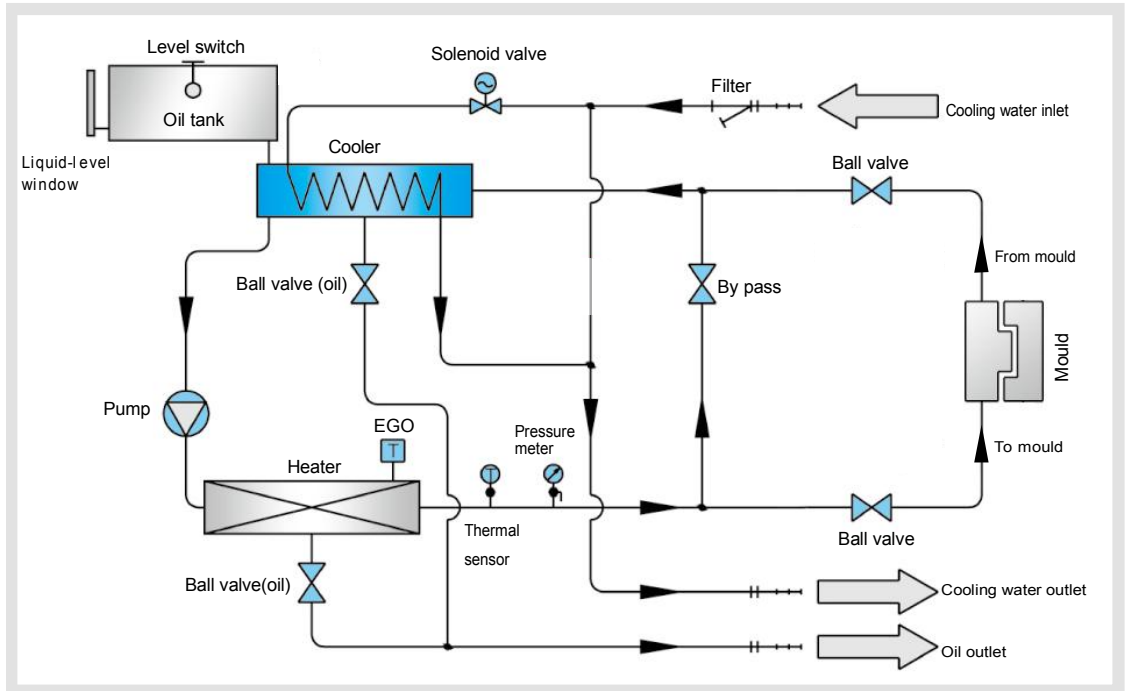 Level switch
Solenoid valve
Filter
Oil tank
Cooling water inlet
Cooler
Liquid-level
window
Ball valve
From mould
Ball valve (oil)
By pass
Mould
Pump
EGO
T
Pressure
meter
To mould
Heater
T
Thermal
sensor
Ball valve
Ball valve(oil)
Cooling water outlet
Oil outlet